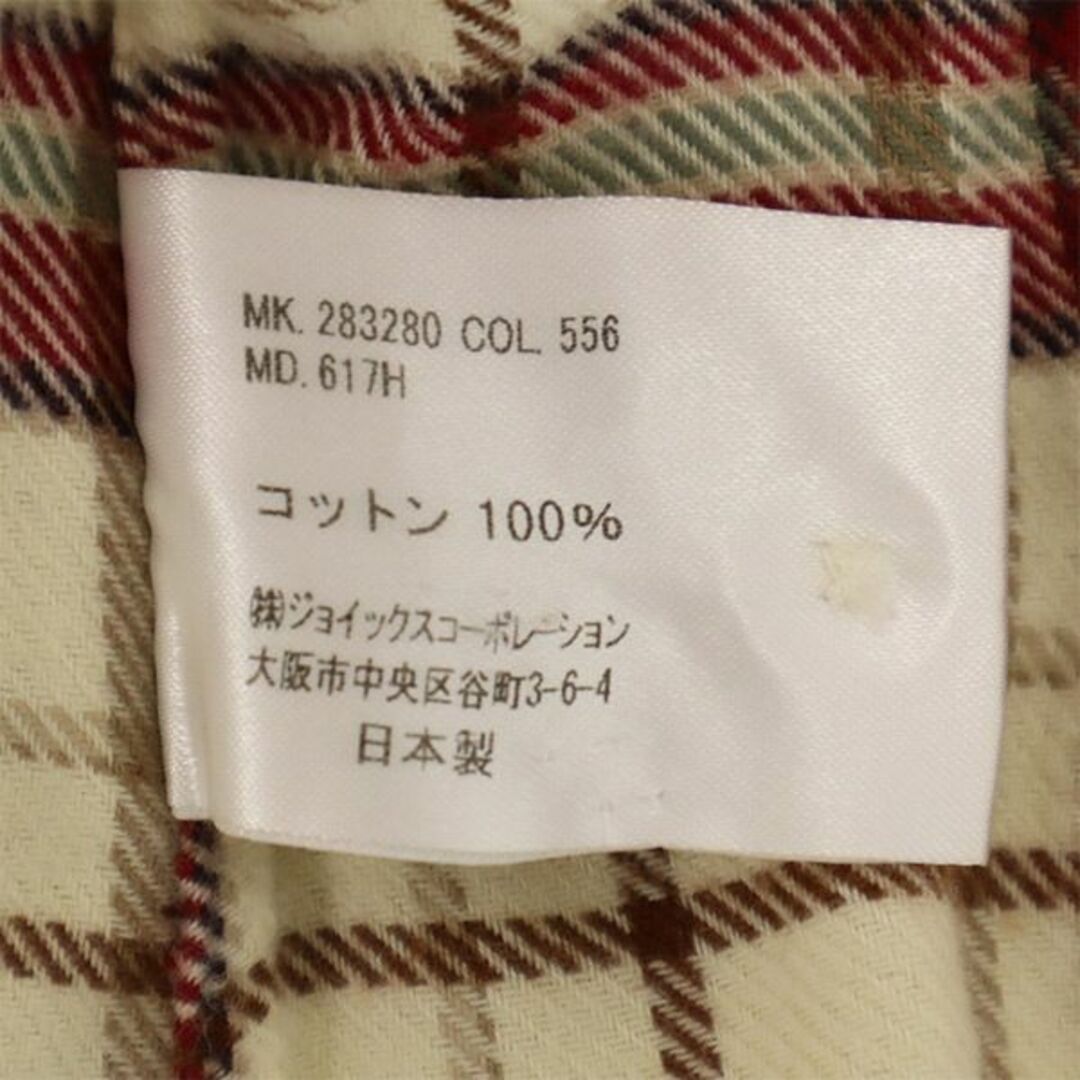 MK. 283280 COL. 556
MD. 617H
コットン 100%
㈱ジョイックスコーポレーション
大阪市中央区谷町3-6-4
日本製